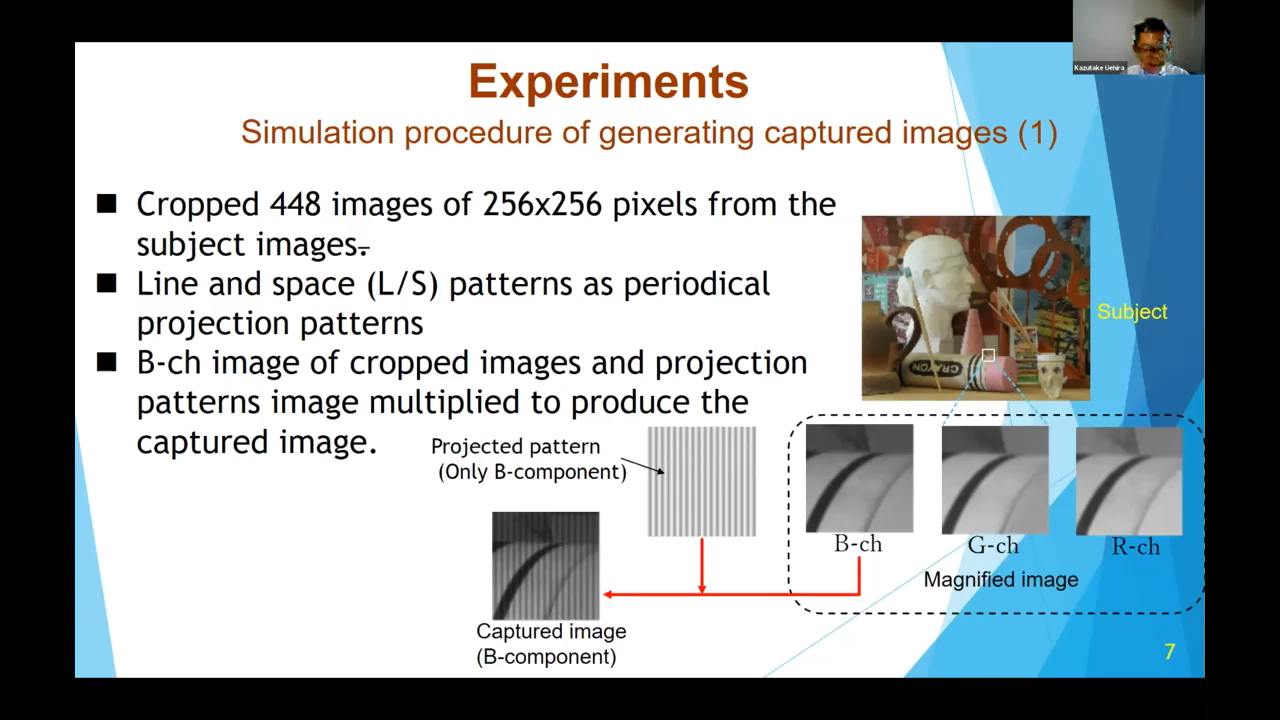 Kazutake Uehira
Experiments
Simulation procedure of generating captured images (1)
■ Cropped 448 images of 256x256 pixels from the
subject images.
■ Line and space (L/S) patterns as periodical
projection patterns
■ B-ch image of cropped images and projection
patterns image multiplied to produce the
captured image.
Subject
CRAYON
Projected pattern
(Only B-component)
B-ch
G-ch
R-ch
Magnified image
Captured image
(B-component)
7